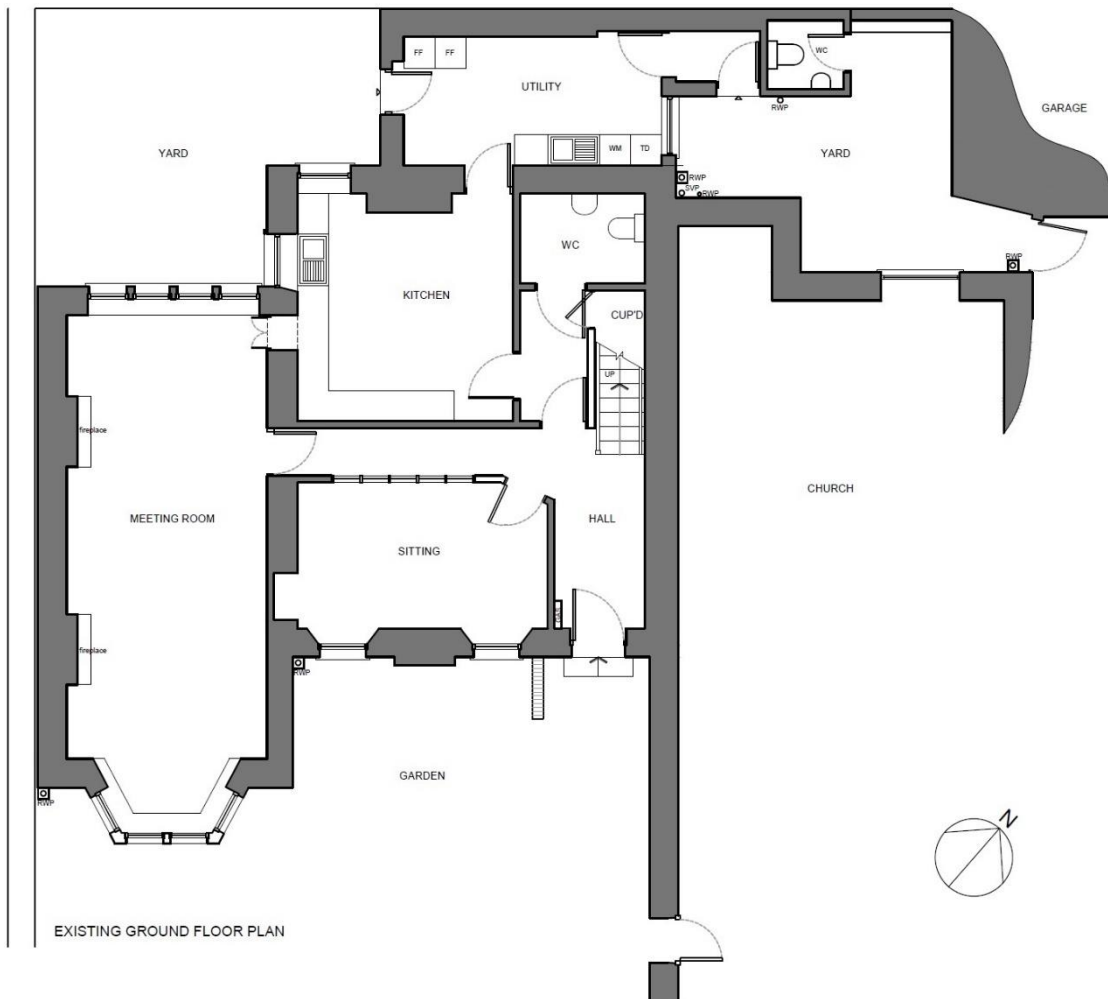 FF FF
WC
UTILITY
RWP
GARAGE
YARD
WM TD
YARD
RWP
SVP RWP
WC
RWP
KITCHEN
CUP'D
UP
fireplace
CHURCH
MEETING ROOM
HALL
SITTING
GAS
fireplace
RWP
GARDEN
RWP
N
EXISTING GROUND FLOOR PLAN